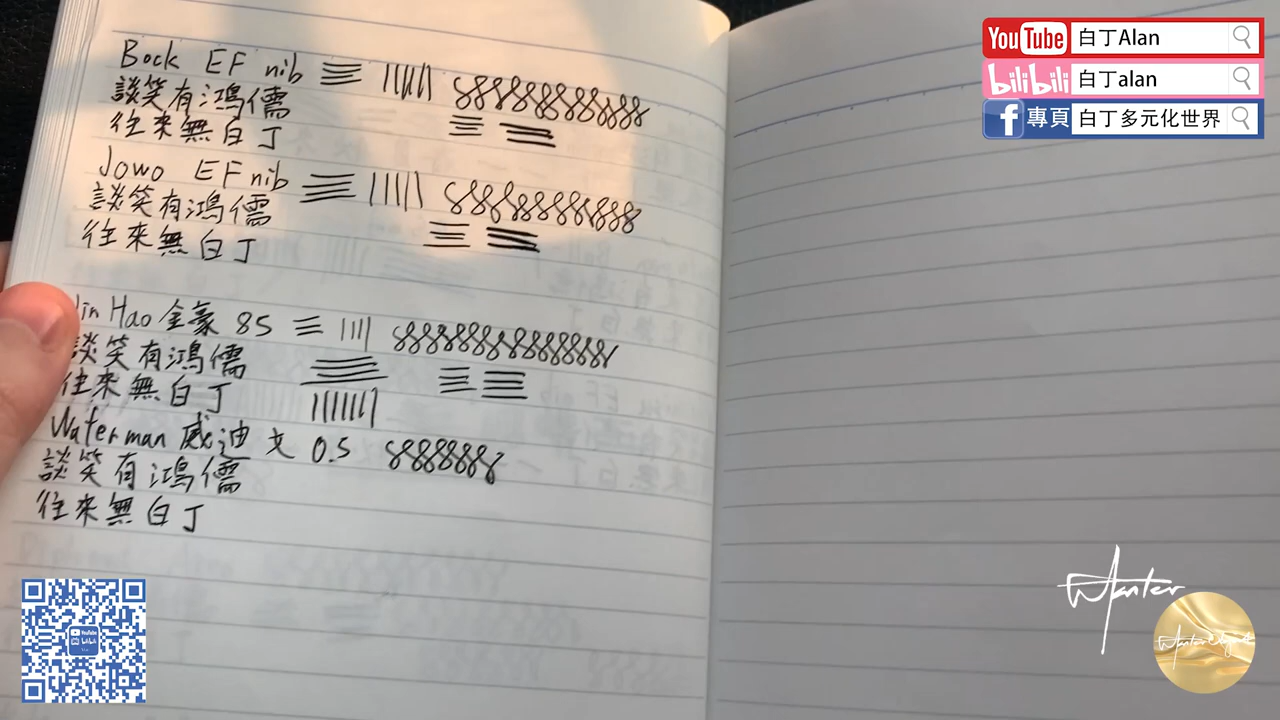 Bock EF nib
談笑有鴻儒
往來無白丁
Jowo EF nib
談笑有鴻儒
往來無白丁
Hao 金豪 85
談笑有鴻儒
往來無白丁
Waterman 威迪文 0.5
談笑有鴻儒
往來無白丁
YouTube 白丁Alan
bilibili 白丁alan
f 專頁 白丁多元化世界